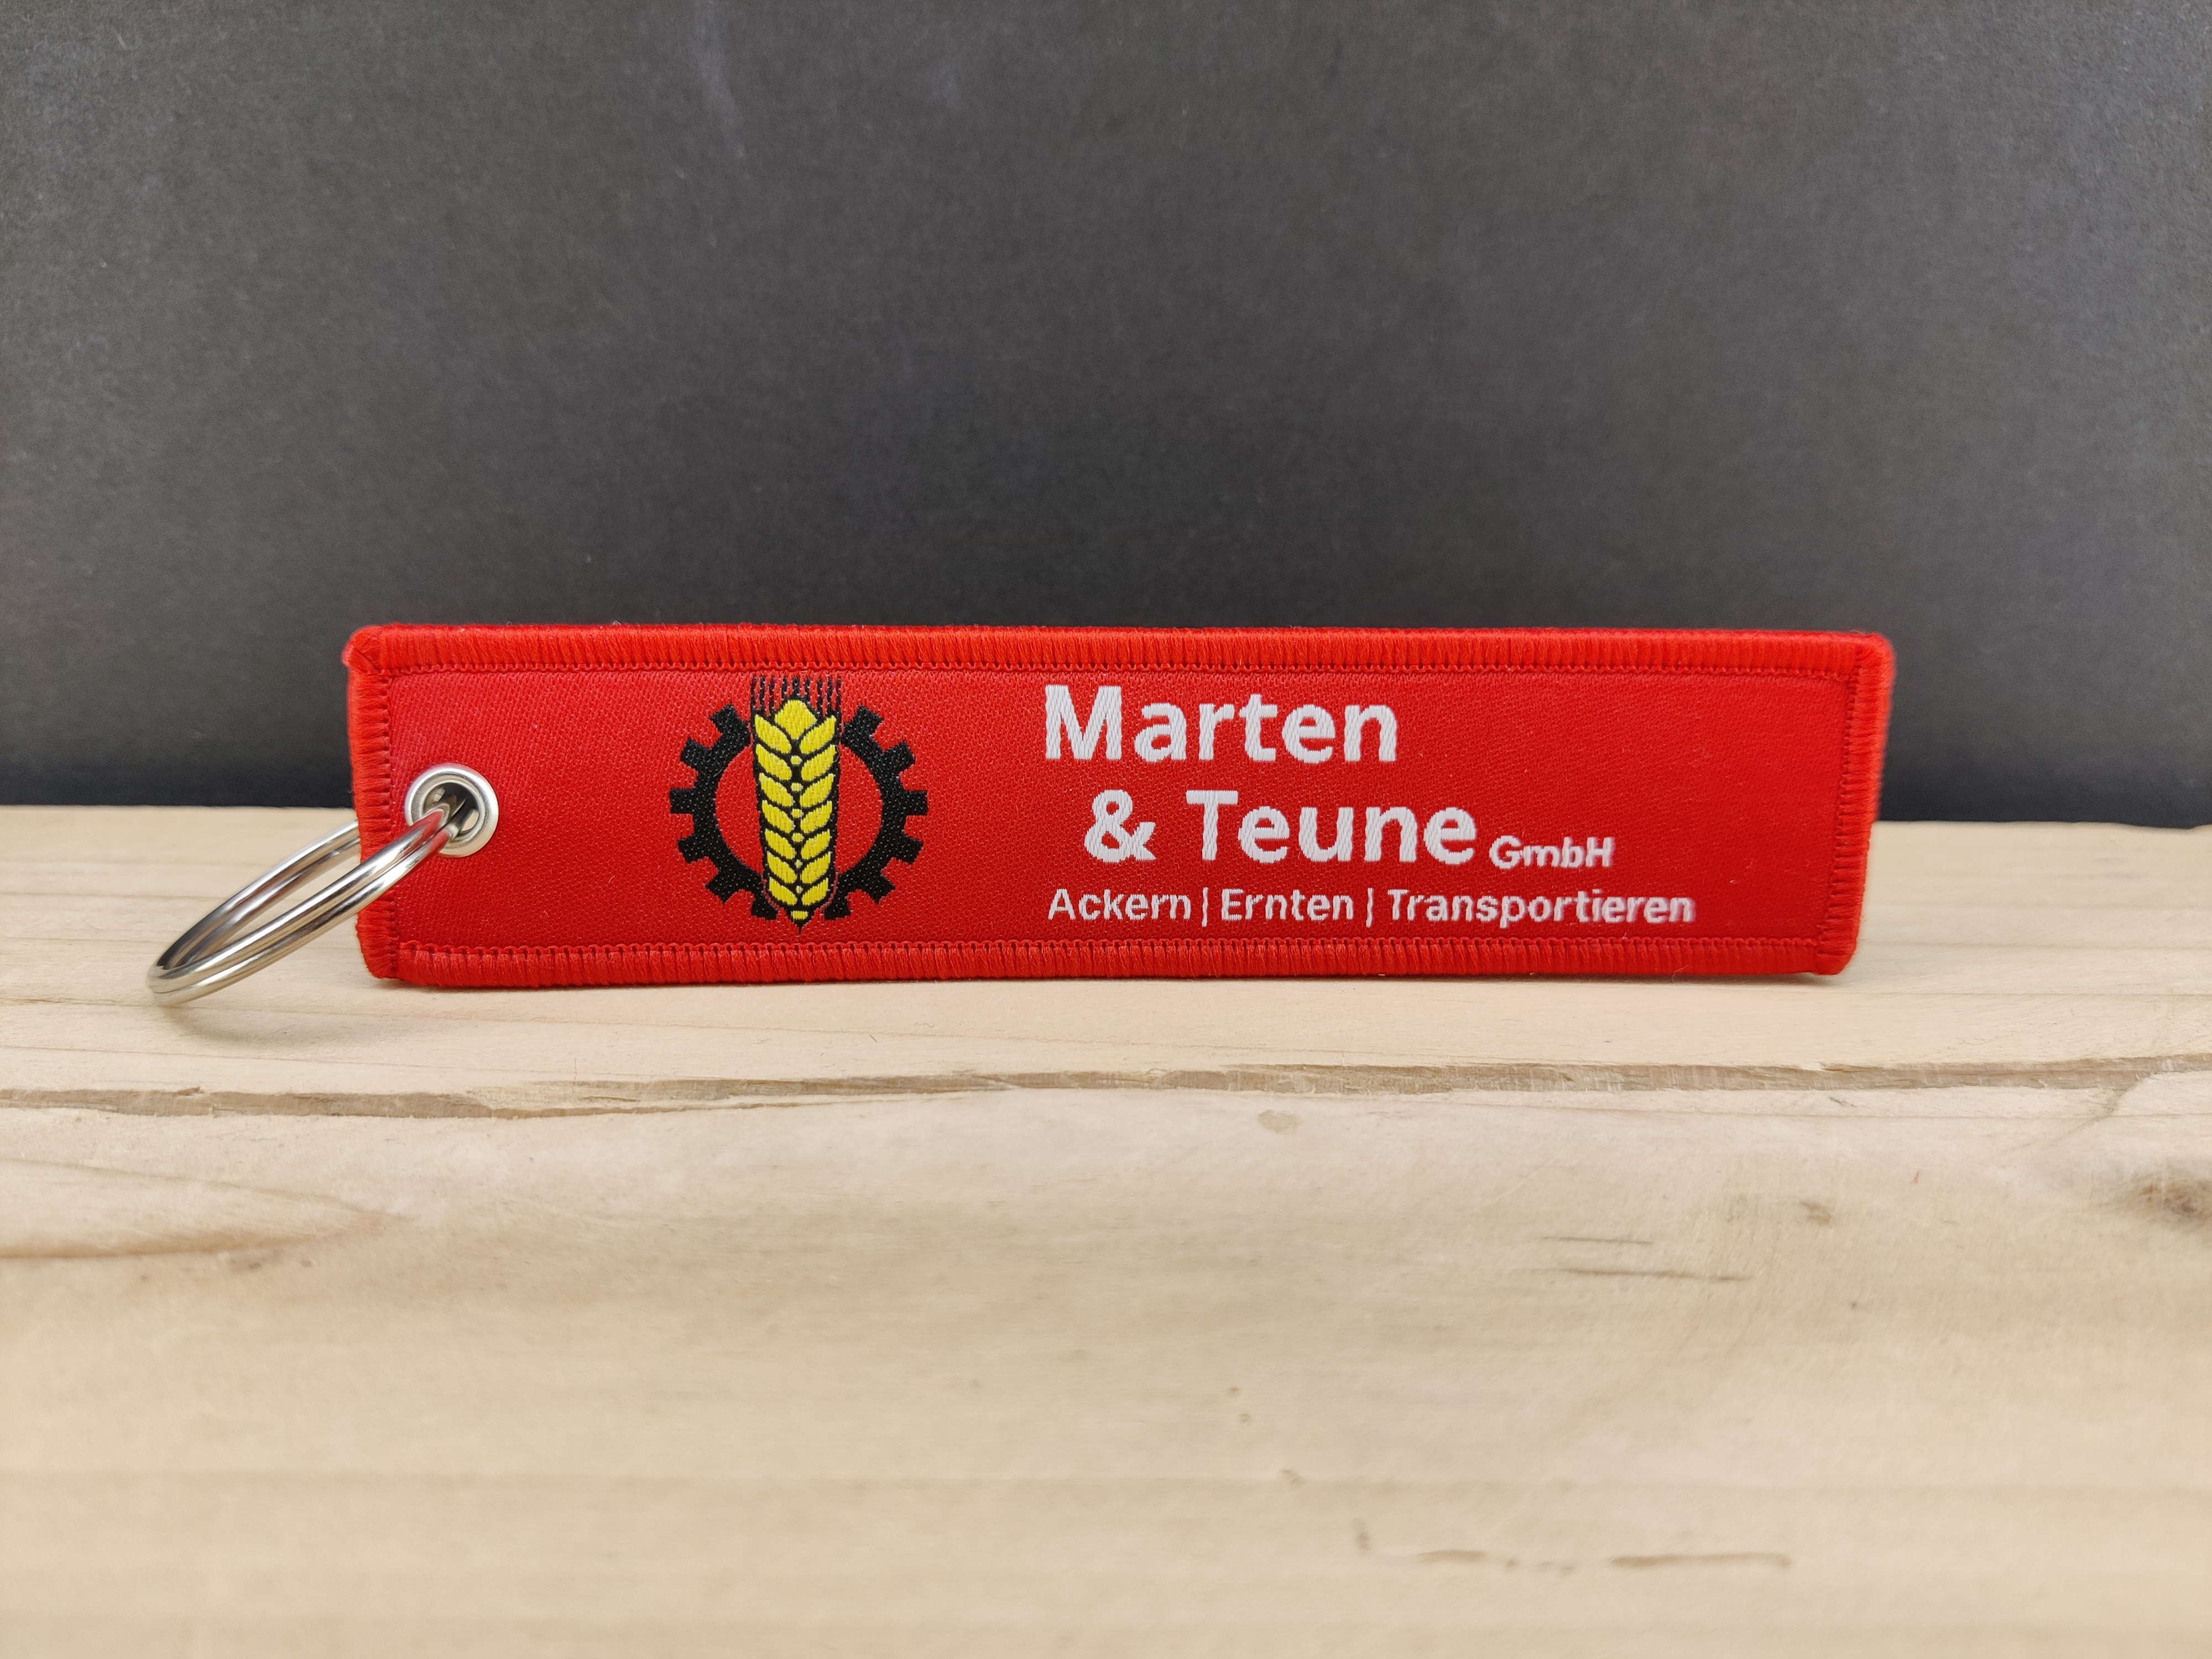 Marten
& Teune GmbH
Ackern | Ernten | Transportieren